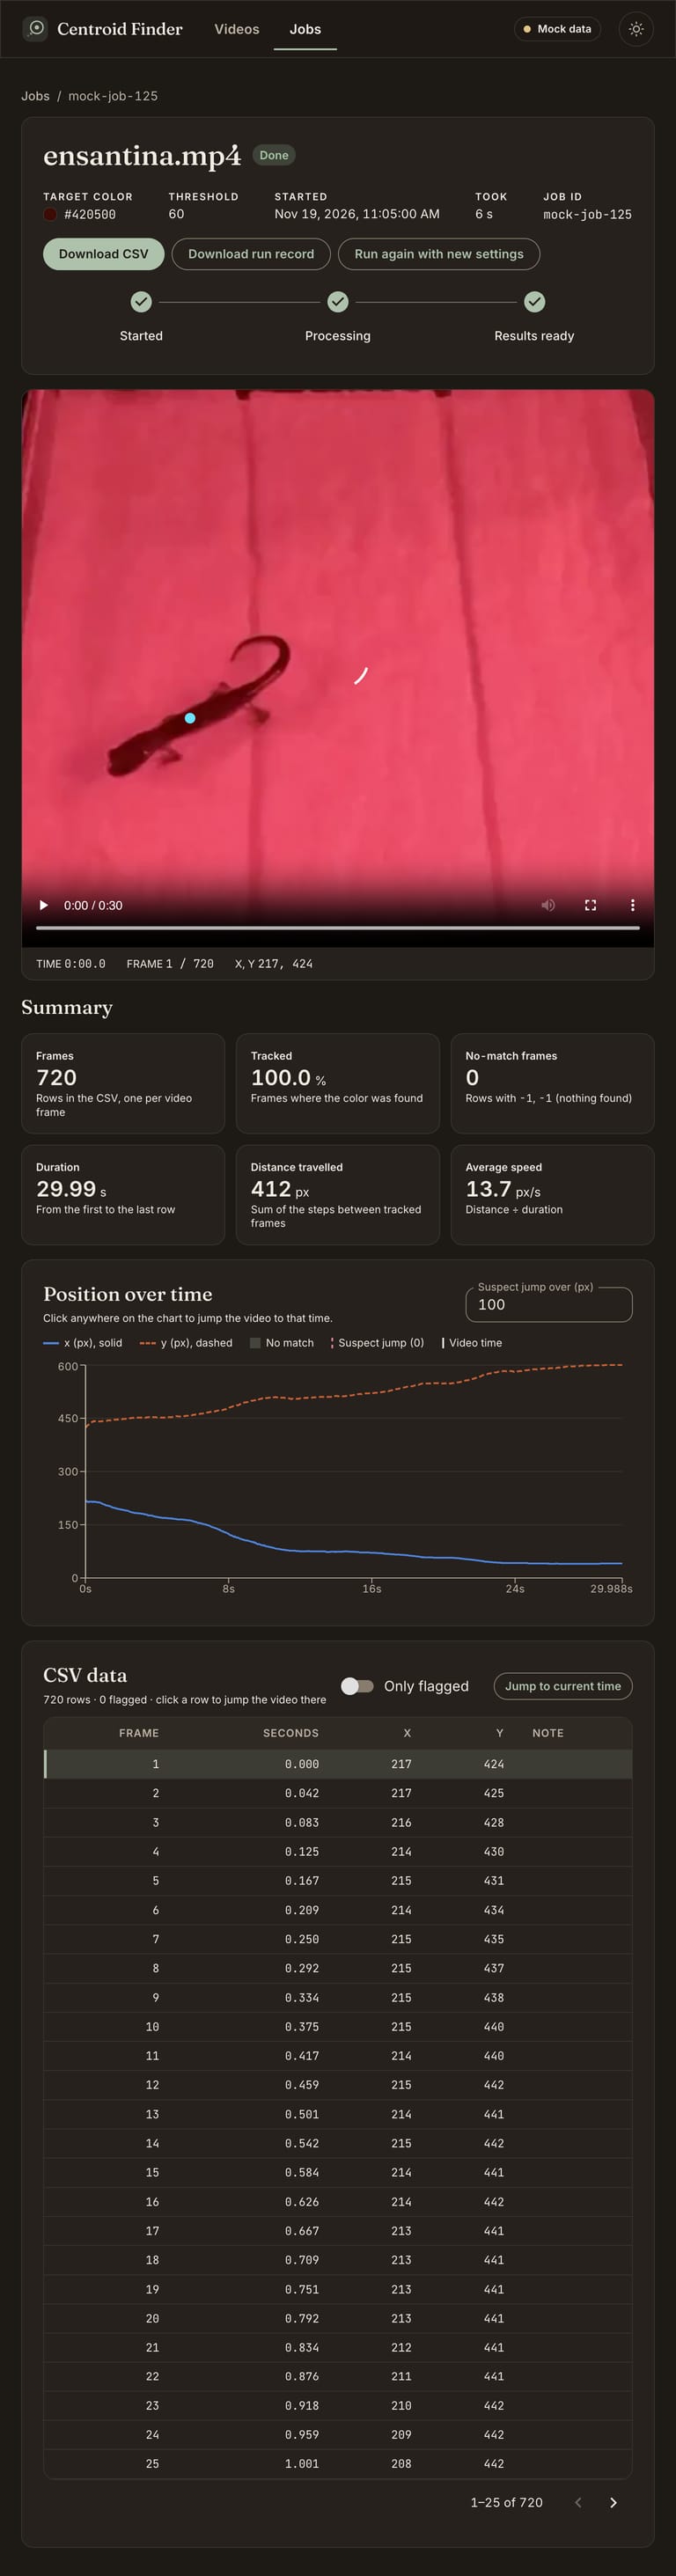 Centroid Finder Videos Jobs Mock data
Jobs / mock-job-125
ensantina.mp4 Done
TARGET COLOR THRESHOLD STARTED TOOK JOB ID
#420500 60 Nov 19, 2026, 11:05:00 AM 6 s mock-job-125
Download CSV Download run record Run again with new settings
Started Processing Results ready
0:00 / 0:30
TIME 0:00.0 FRAME 1 / 720 X, Y 217, 424
Summary
Frames Tracked No-match frames
720 100.0 % 0
Rows in the CSV, one per video Frames where the color was found Rows with -1, -1 (nothing found)
frame
Duration Distance travelled Average speed
29.99 s 412 px 13.7 px/s
From the first to the last row Sum of the steps between tracked Distance ÷ duration
frames
Position over time Suspect jump over (px)
100
Click anywhere on the chart to jump the video to that time.
x (px), solid y (px), dashed No match Suspect jump (0) Video time
600
450
300
150
0
0s 8s 16s 24s 29.988s
CSV data
Only flagged Jump to current time
720 rows · 0 flagged · click a row to jump the video there
FRAME SECONDS X Y NOTE
1 0.000 217 424
2 0.042 217 425
3 0.083 216 428
4 0.125 214 430
5 0.167 215 431
6 0.209 214 434
7 0.250 215 435
8 0.292 215 437
9 0.334 215 438
10 0.375 215 440
11 0.417 214 440
12 0.459 215 442
13 0.501 214 441
14 0.542 215 442
15 0.584 214 441
16 0.626 214 442
17 0.667 213 441
18 0.709 213 441
19 0.751 213 441
20 0.792 213 441
21 0.834 212 441
22 0.876 211 441
23 0.918 210 442
24 0.959 209 442
25 1.001 208 442
1–25 of 720